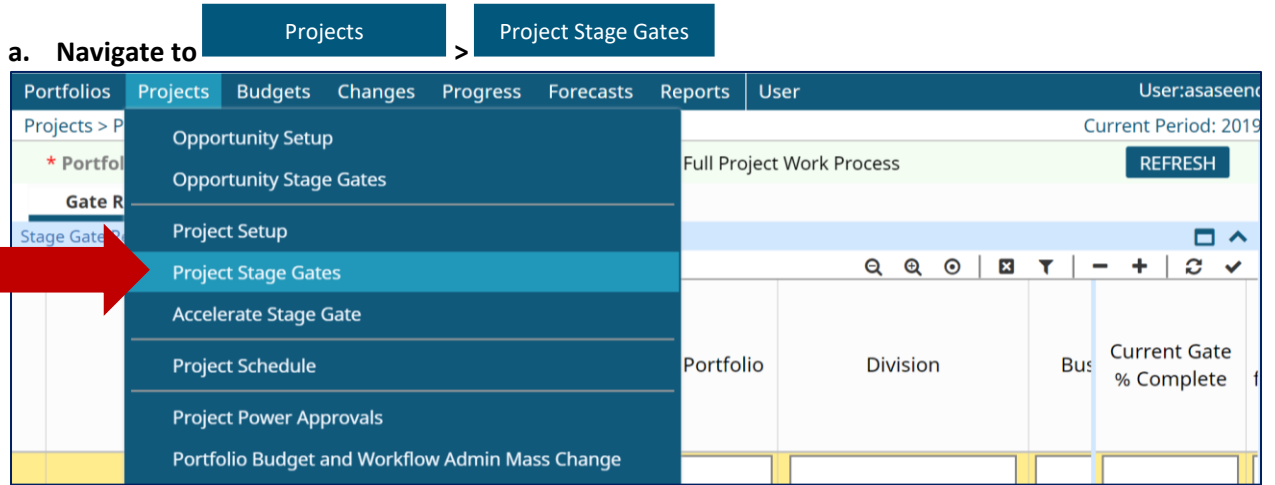 a. Navigate to Projects > Project Stage Gates
Portfolios Projects Budgets Changes Progress Forecasts Reports User User:asaseen
Projects > P Current Period: 2019
* Portfol Full Project Work Process REFRESH
Gate R
Stage Gate
Opportunity Setup
Opportunity Stage Gates
Project Setup
Project Stage Gates
Accelerate Stage Gate
Project Schedule
Project Power Approvals
Portfolio Budget and Workflow Admin Mass Change
Portfolio Division Bus Current Gate
% Complete